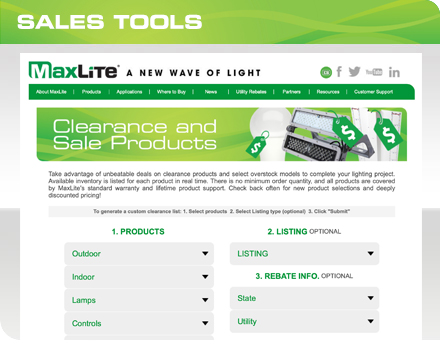 SALES TOOLS
MAXLITE® A NEW WAVE OF LIGHT
f You Tube in
About MaxLite | Products | Applications | Where to Buy | News | Utility Rebates | Partners | Resources | Customer Support
Clearance and
Sale Products
$ $ $
Take advantage of unbeatable deals on clearance products and select overstock models to complete your lighting project.
Available inventory is listed for each product in real time. There is no minimum order quantity, and all products are covered
by MaxLite's standard warranty and lifetime product support. Check back often for new product selections and deeply
discounted pricing!
To generate a custom clearance list: 1. Select products 2. Select Listing type (optional) 3. Click "Submit"
1. PRODUCTS
Outdoor
Indoor
Lamps
Controls
2. LISTING OPTIONAL
LISTING
3. REBATE INFO. OPTIONAL
State
Utility